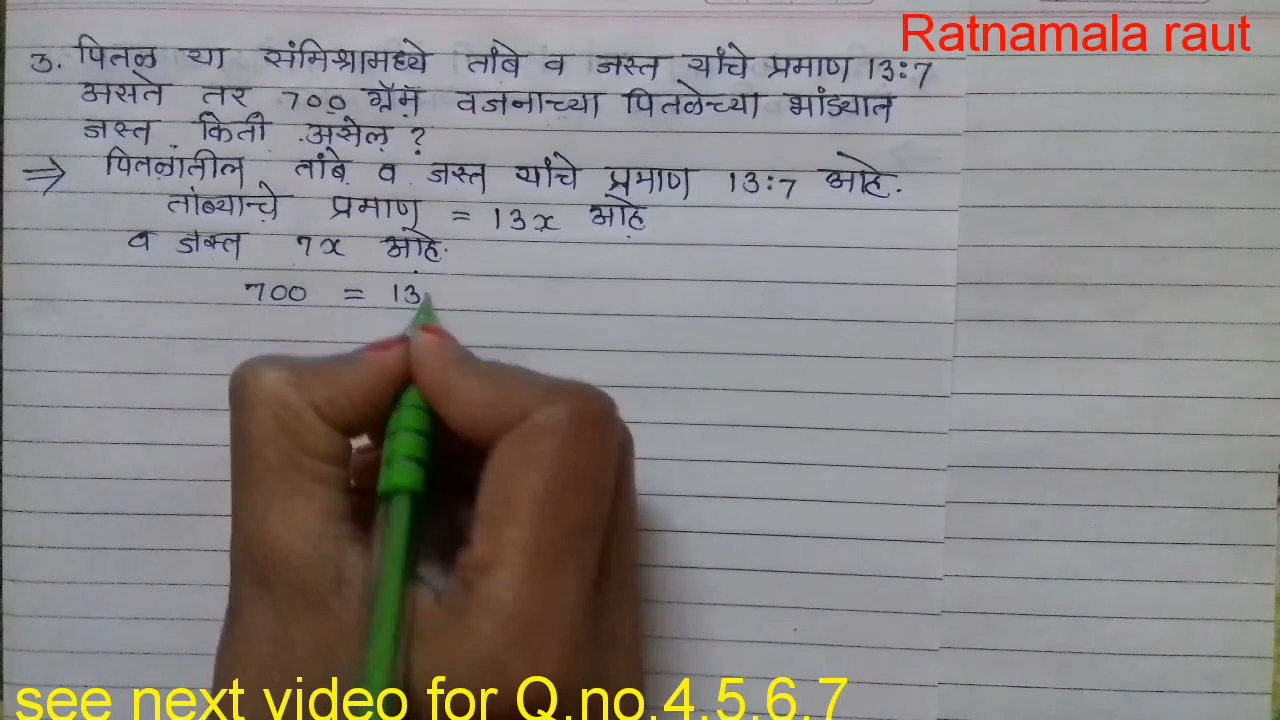 Ratnamala raut
3. पितळ या संमिश्रामध्ये तांबे व जस्त यांचे प्रमाण 13:7
असते तर 700 ग्रॅम वजनाच्या पितळेच्या भांड्यात
जस्त किती असेल ?
⇒ पितळातील तांबे व जस्त यांचे प्रमाण 13:7 आहे.
तांब्याचे प्रमाण = 13x आहे
व जस्त 7x आहे.
700 = 13
see next video for Q.no.4.5.6.7